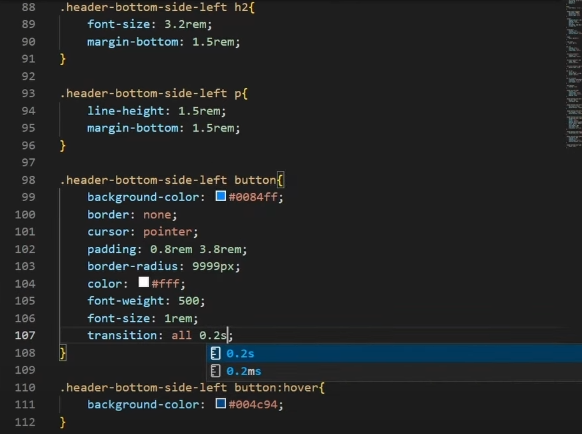 88 .header-bottom-side-left h2{
89 font-size: 3.2rem;
90 margin-bottom: 1.5rem;
91 }
92
93 .header-bottom-side-left p{
94 line-height: 1.5rem;
95 margin-bottom: 1.5rem;
96 }
97
98 .header-bottom-side-left button{
99 background-color: #0084ff;
100 border: none;
101 cursor: pointer;
102 padding: 0.8rem 3.8rem;
103 border-radius: 9999px;
104 color: #fff;
105 font-weight: 500;
106 font-size: 1rem;
107 transition: all 0.2s;
108 }
0.2s
109
0.2ms
110 .header-bottom-side-left button:hover{
111 background-color: #004c94;
112 }